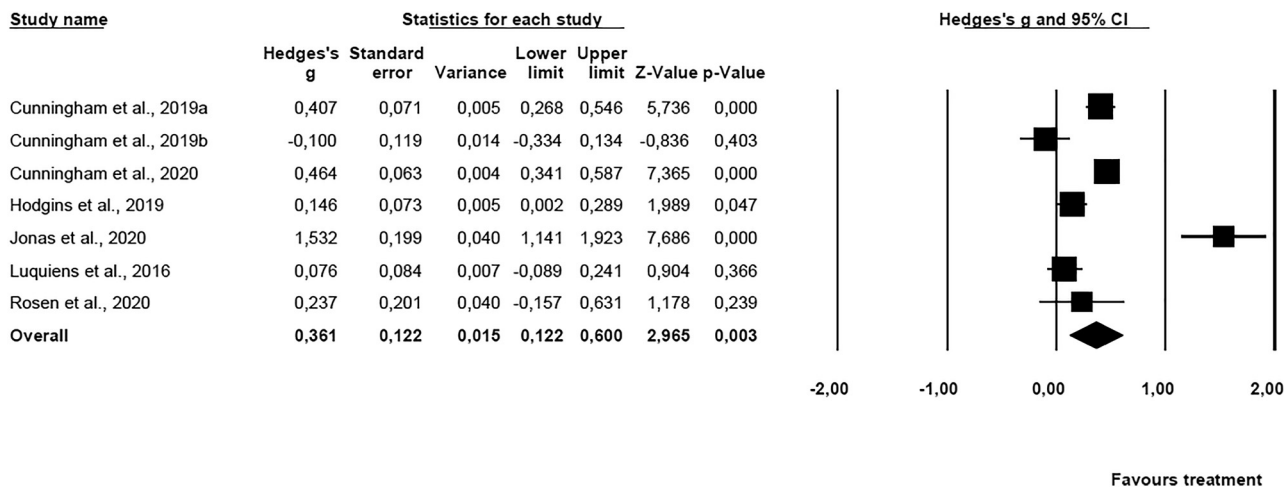 Study name Statistics for each study Hedges's g and 95% CI
Hedges's Standard Lower Upper
g error Variance limit limit Z-Value p-Value
Cunningham et al., 2019a 0,407 0,071 0,005 0,268 0,546 5,736 0,000
Cunningham et al., 2019b -0,100 0,119 0,014 -0,334 0,134 -0,836 0,403
Cunningham et al., 2020 0,464 0,063 0,004 0,341 0,587 7,365 0,000
Hodgins et al., 2019 0,146 0,073 0,005 0,002 0,289 1,989 0,047
Jonas et al., 2020 1,532 0,199 0,040 1,141 1,923 7,686 0,000
Luquiens et al., 2016 0,076 0,084 0,007 -0,089 0,241 0,904 0,366
Rosen et al., 2020 0,237 0,201 0,040 -0,157 0,631 1,178 0,239
Overall 0,361 0,122 0,015 0,122 0,600 2,965 0,003
-2,00 -1,00 0,00 1,00 2,00
Favours treatment